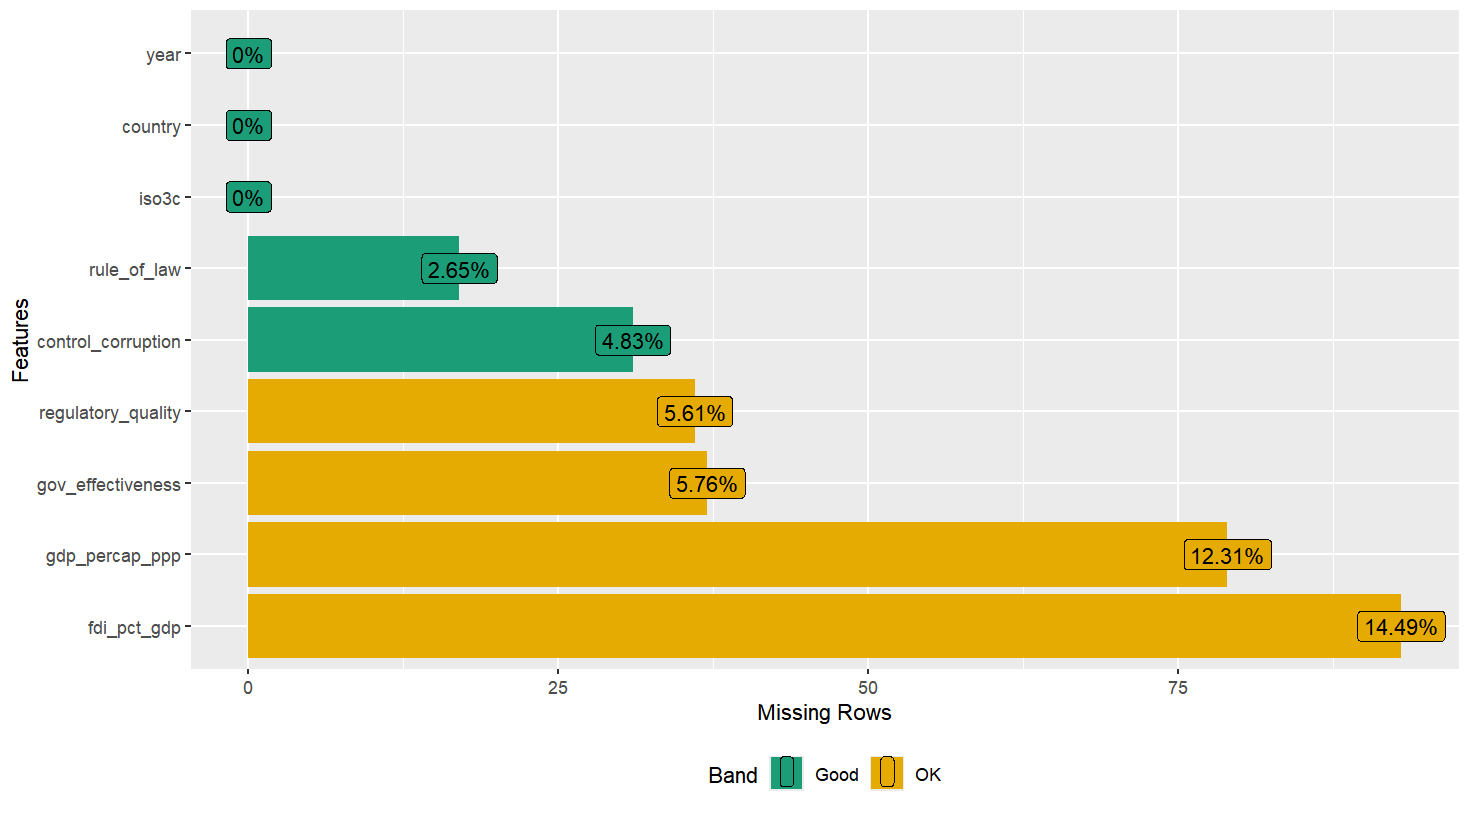 year 0%
country 0%
iso3c 0%
rule_of_law 2.65%
control_corruption 4.83%
regulatory_quality 5.61%
gov_effectiveness 5.76%
gdp_percap_ppp 12.31%
fdi_pct_gdp 14.49%
Features
0 25 50 75
Missing Rows
Band Good OK